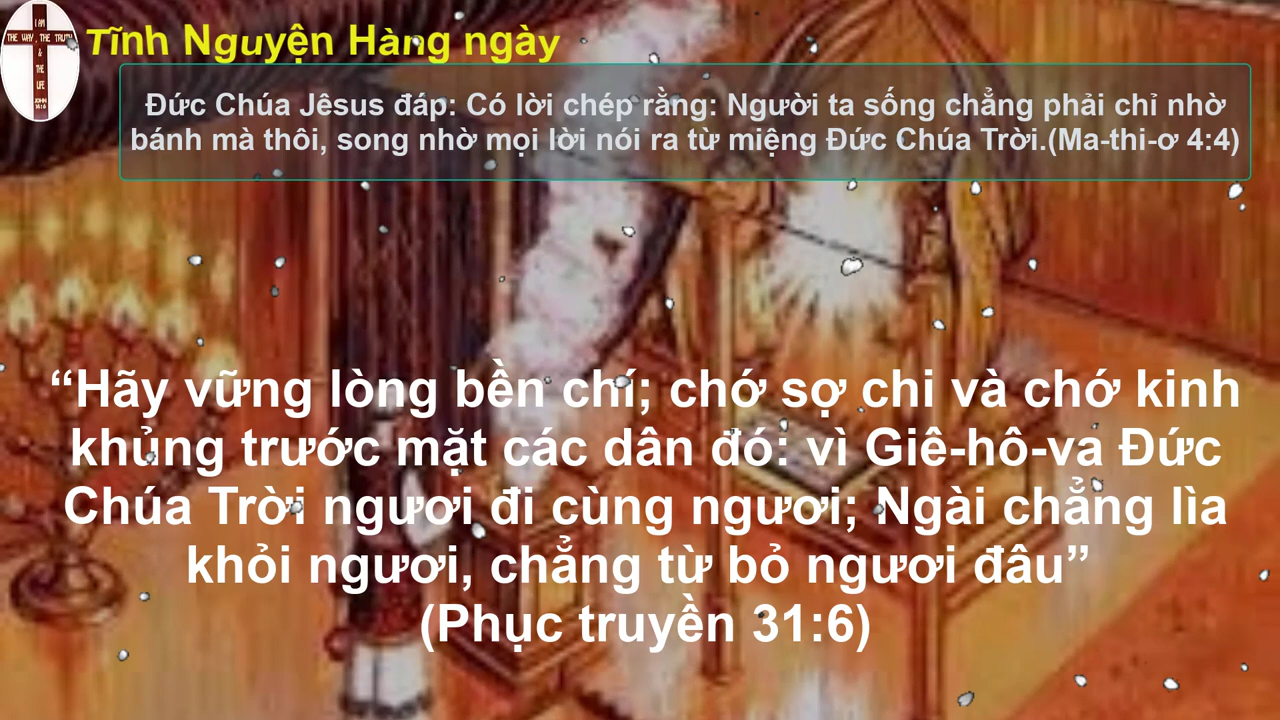 I AM
THE WAY, THE TRUTH
&
THE
LIFE
JOHN
14:6
Tĩnh Nguyện Hàng ngày
Đức Chúa Jêsus đáp: Có lời chép rằng: Người ta sống chẳng phải chỉ nhờ
bánh mà thôi, song nhờ mọi lời nói ra từ miệng Đức Chúa Trời.(Ma-thi-ơ 4:4)
“Hãy vững lòng bền chí; chớ sợ chi và chớ kinh
khủng trước mặt các dân đó: vì Giê-hô-va Đức
Chúa Trời ngươi đi cùng ngươi; Ngài chẳng lìa
khỏi ngươi, chẳng từ bỏ ngươi đâu”
(Phục truyền 31:6)